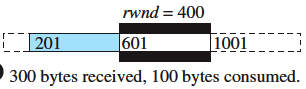 rwnd = 400
201 601 1001
300 bytes received, 100 bytes consumed.